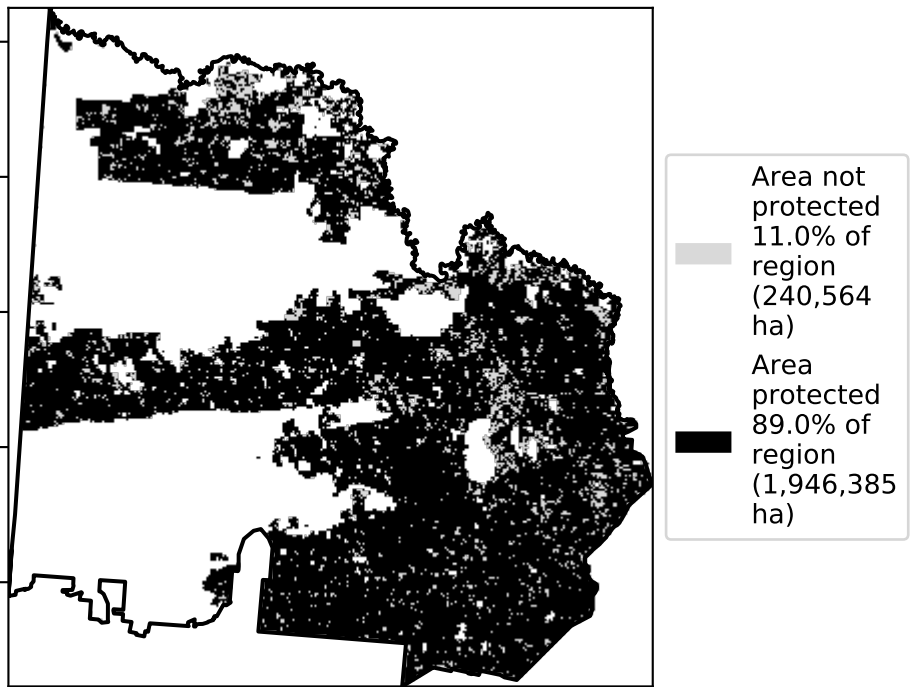 Area not
protected
11.0% of
region
(240,564
ha)
Area
protected
89.0% of
region
(1,946,385
ha)